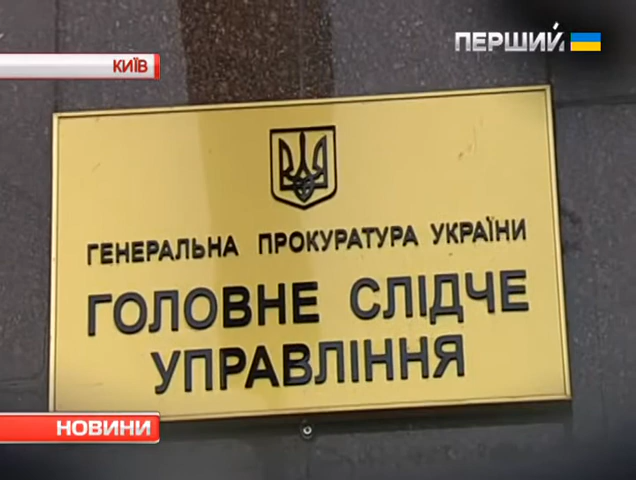 ПЕРШИЙ
КИЇВ
ГЕНЕРАЛЬНА ПРОКУРАТУРА УКРАЇНИ
ГОЛОВНЕ СЛІДЧЕ
УПРАВЛІННЯ
НОВИНИ